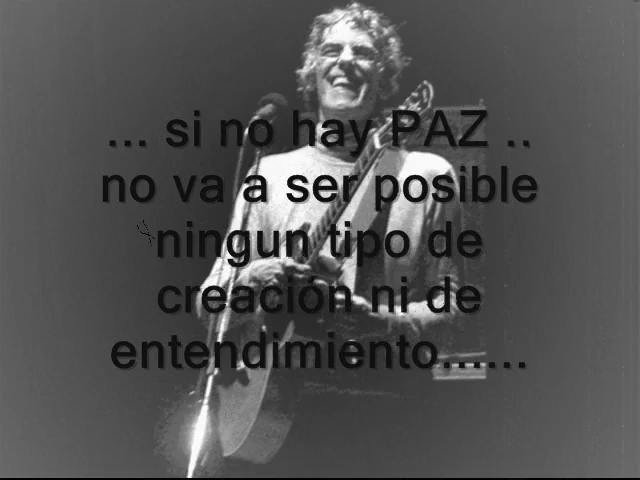 ... si no hay PAZ ..
no va a ser posible
ningun tipo de
creación ni de
entendimiento......